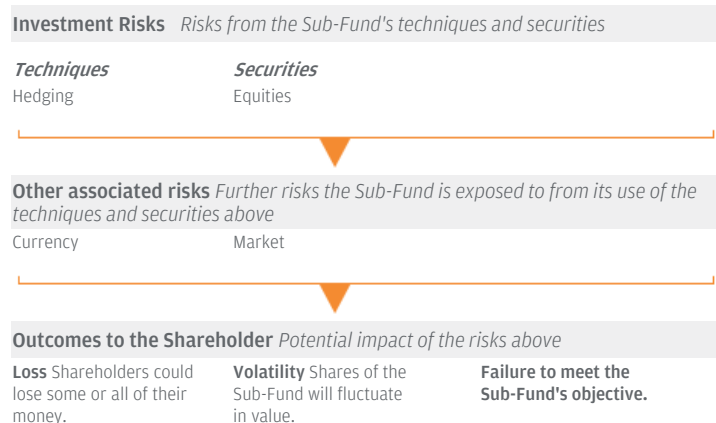 Investment Risks Risks from the Sub-Fund's techniques and securities
Techniques Securities
Hedging Equities
Other associated risks Further risks the Sub-Fund is exposed to from its use of the
techniques and securities above
Currency Market
Outcomes to the Shareholder Potential impact of the risks above
Loss Shareholders could
lose some or all of their
money.
Volatility Shares of the
Sub-Fund will fluctuate
in value.
Failure to meet the
Sub-Fund's objective.